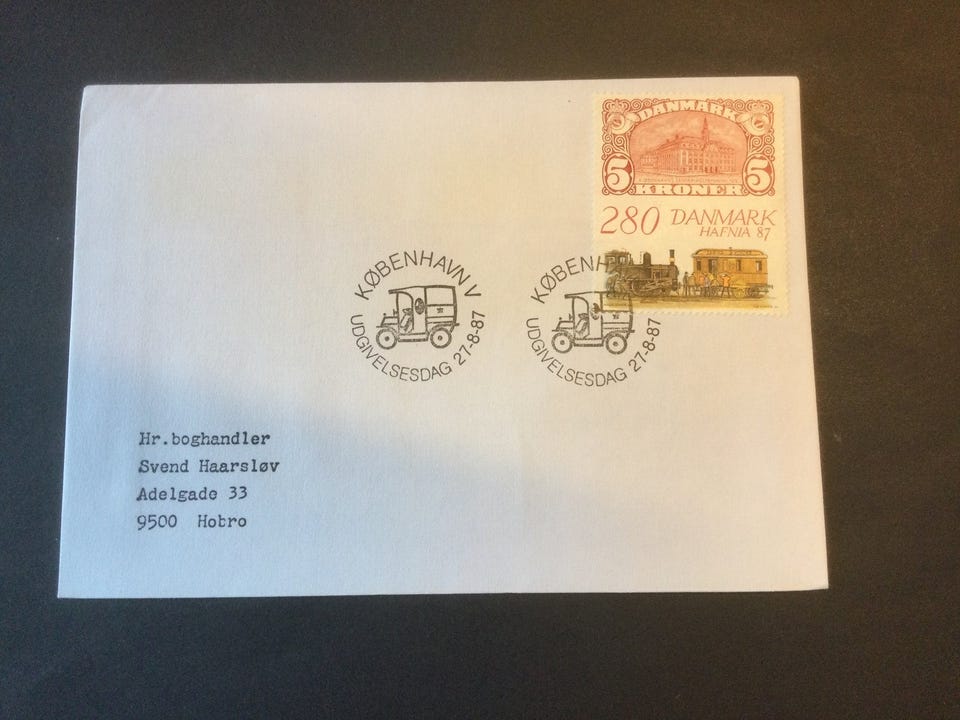 DANMARK
5 5
KRONER
280 DANMARK
HAFNIA 87
KØBENHAVN V
UDGIVELSESDAG 27-8-87
KØBENH
UDGIVELSESDAG 27-8-87
Hr.boghandler
Svend Haarsløv
Adelgade 33
9500 Hobro